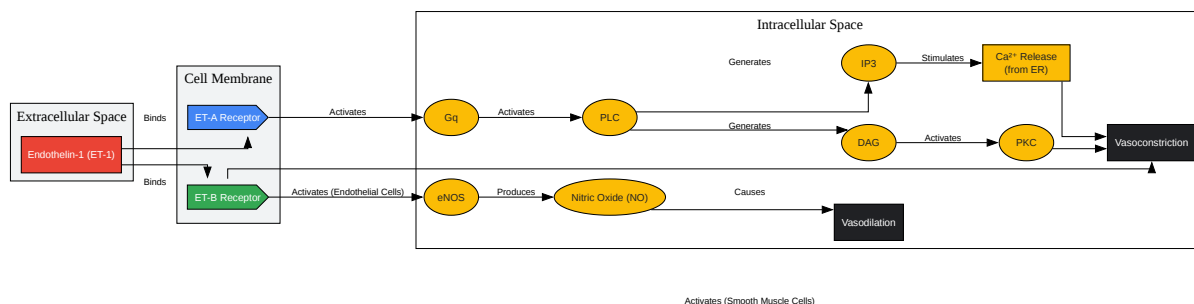 Intracellular Space
Cell Membrane
Extracellular Space
Endothelin-1 (ET-1)
Binds
Binds
ET-A Receptor
ET-B Receptor
Activates
Gq
Activates
PLC
Generates
IP3
Stimulates
Ca²⁺ Release
(from ER)
Generates
DAG
Activates
PKC
Vasoconstriction
Activates (Endothelial Cells)
eNOS
Produces
Nitric Oxide (NO)
Causes
Vasodilation
Activates (Smooth Muscle Cells)